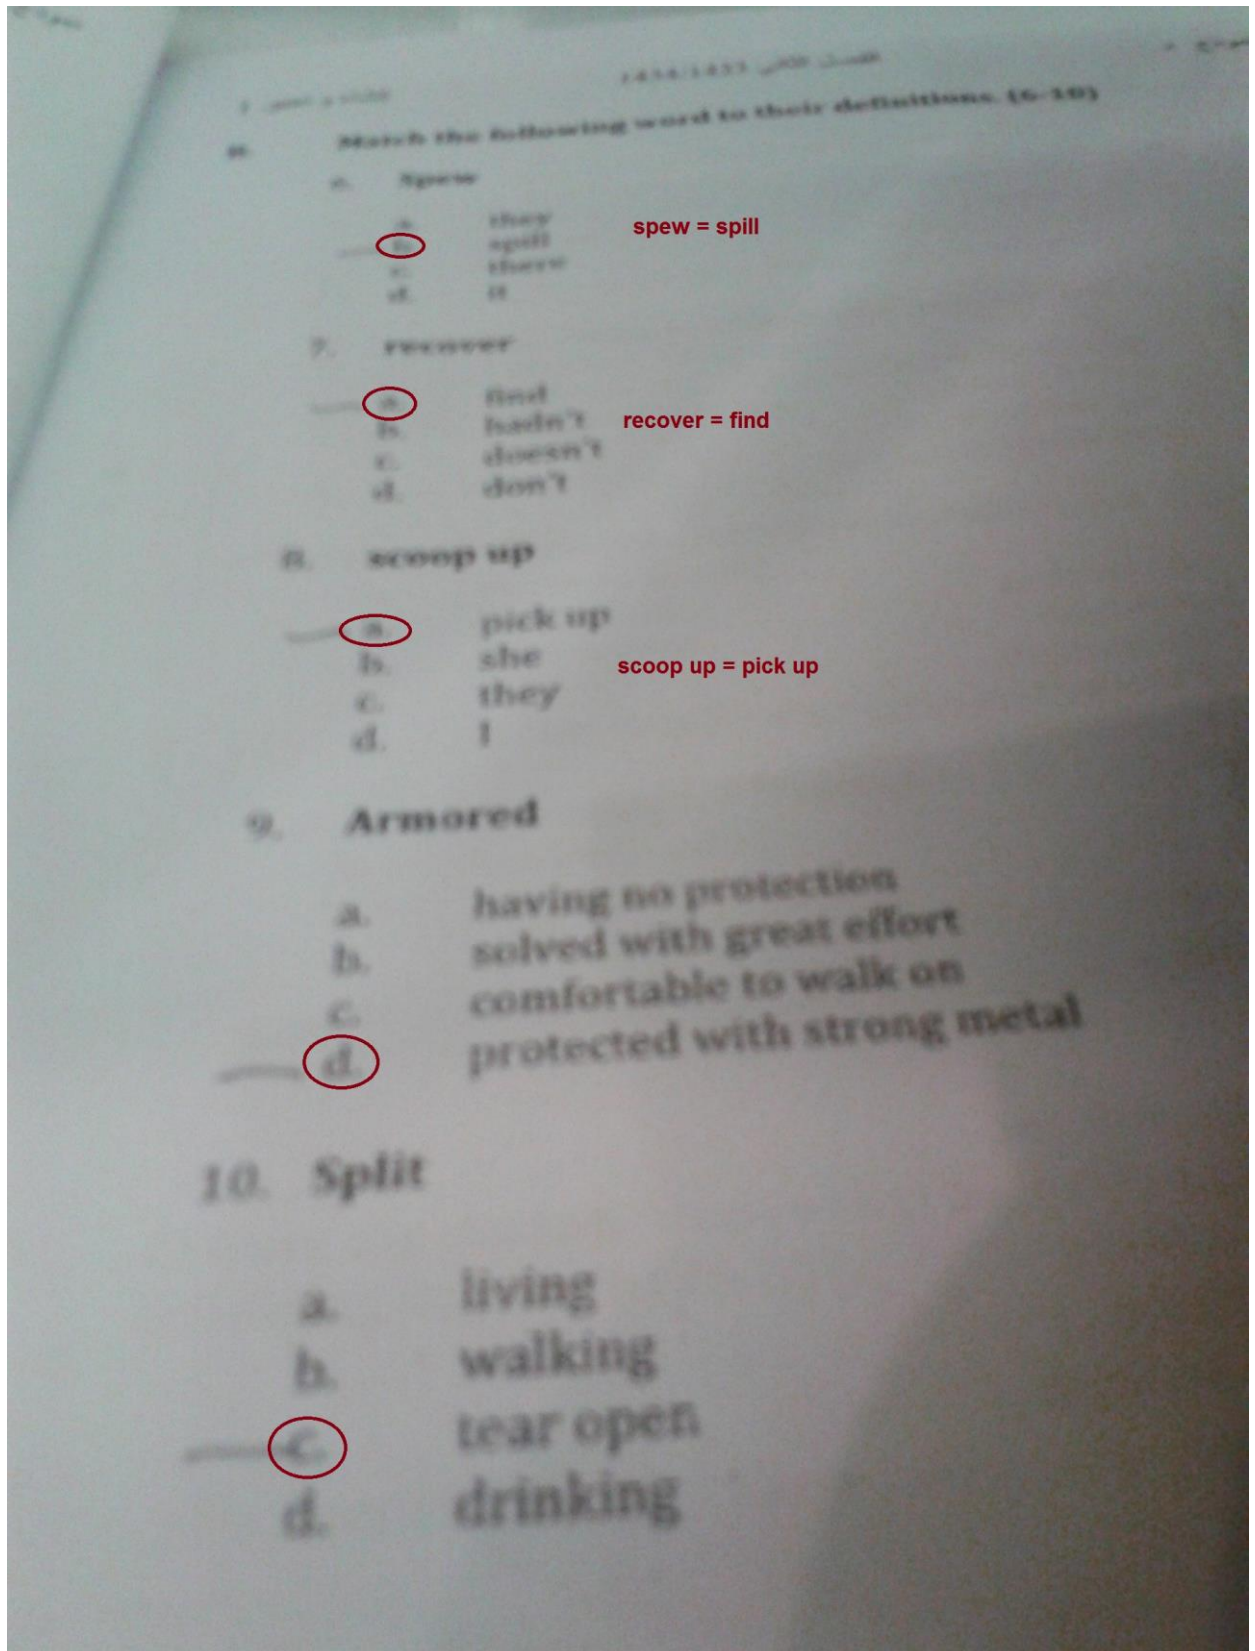 1434/1433
Match the following word to their definitions. (6-10)
Spew
a. they
b. spill spew = spill
c. there
d. it
7. recover
a. find
b. hadn't recover = find
c. doesn't
d. don't
8. scoop up
a. pick up
b. she scoop up = pick up
c. they
d. I
9. Armored
a. having no protection
b. solved with great effort
c. comfortable to walk on
d. protected with strong metal
10. Split
a. living
b. walking
c. tear open
d. drinking